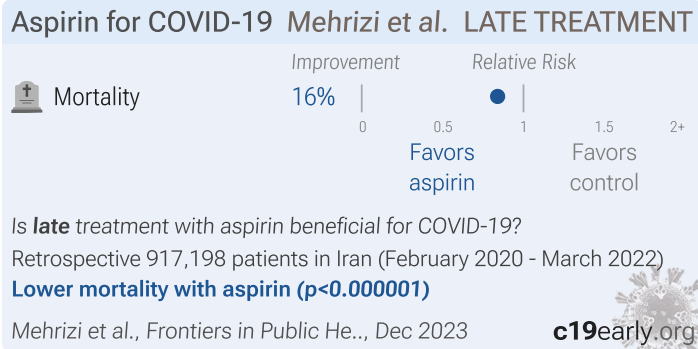 Aspirin for COVID-19 Mehrizi et al. LATE TREATMENT
Improvement Relative Risk
Mortality 16%
0 0.5 1 1.5 2+
Favors aspirin
Favors control
Is late treatment with aspirin beneficial for COVID-19?
Retrospective 917,198 patients in Iran (February 2020 - March 2022)
Lower mortality with aspirin (p<0.000001)
Mehrizi et al., Frontiers in Public He.., Dec 2023
c19early.org